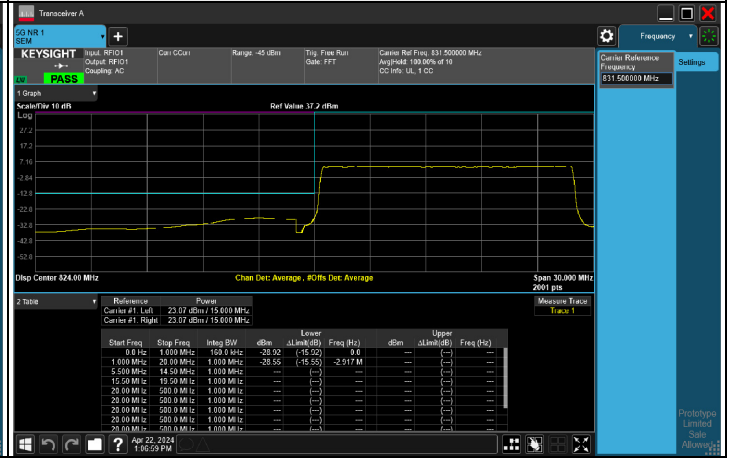 Transceiver A
5G NR 1
SEM
Frequency
KEYSIGHT
Input: RFIO1
Output: RFIO1
Coupling: AC
Corr CCorr
Range: -45 dBm
Trig: Free Run
Gate: FFT
Carrier Ref Freq: 831.500000 MHz
Avg|Hold: 100.00% of 10
CC Info: UL, 1 CC
PASS
Carrier Reference
Frequency
831.500000 MHz
Settings
1 Graph
Scale/Div 10 dB
Ref Value 37.2 dBm
Log
27.2
17.2
7.16
-2.84
-12.8
-22.8
-32.8
-42.8
-52.8
Disp Center 824.00 MHz
Chan Det: Average , #Offs Det: Average
Span 30.000 MHz
2001 pts
2 Table
Reference Power
Carrier #1. Left 23.07 dBm / 15.000 MHz
Carrier #1. Right 23.07 dBm / 15.000 MHz
Measure Trace
Trace 1
Lower Upper
Start Freq Stop Freq Integ BW dBm ΔLimit(dB) Freq (Hz) dBm ΔLimit(dB) Freq (Hz)
0.0 Hz 1.000 MHz 160.0 kHz -28.92 (-15.92) 0.0 --- (---) ---
1.000 MHz 20.00 MHz 1.000 MHz -28.55 (-15.55) -2.917 M --- (---) ---
5.500 MHz 14.50 MHz 1.000 MHz --- (---) --- --- (---) ---
15.50 MHz 19.50 MHz 1.000 MHz --- (---) --- --- (---) ---
20.00 MHz 500.0 MHz 1.000 MHz --- (---) --- --- (---) ---
20.00 MHz 500.0 MHz 1.000 MHz --- (---) --- --- (---) ---
20.00 MHz 500.0 MHz 1.000 MHz --- (---) --- --- (---) ---
20.00 MHz 500.0 MHz 1.000 MHz --- (---) --- --- (---) ---
20.00 MHz 500.0 MHz 1.000 MHz --- (---) --- --- (---) ---
Prototype
Limited
Sale
Allowed
?
Apr 22, 2024
1:06:59 PM